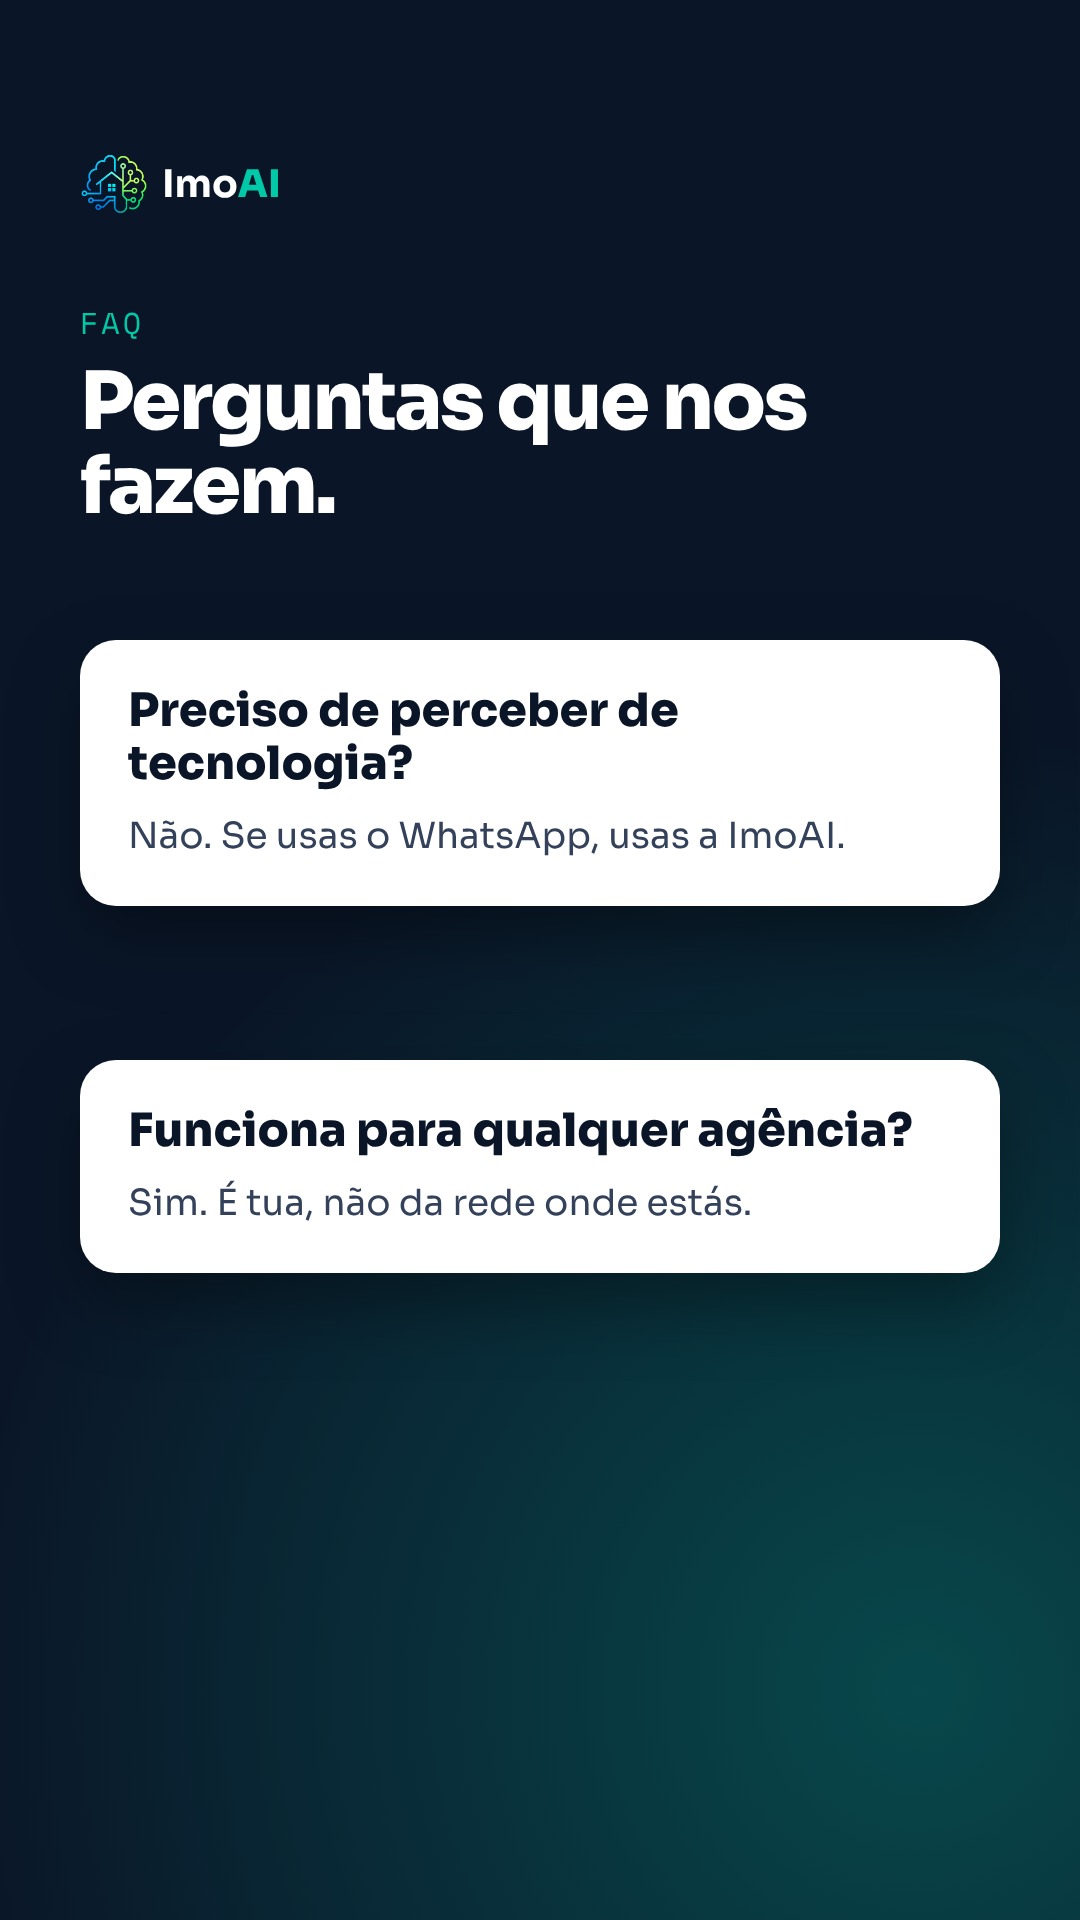 ImoAI
FAQ
Perguntas que nos
fazem.
Preciso de perceber de
tecnologia?
Não. Se usas o WhatsApp, usas a ImoAI.
Funciona para qualquer agência?
Sim. É tua, não da rede onde estás.